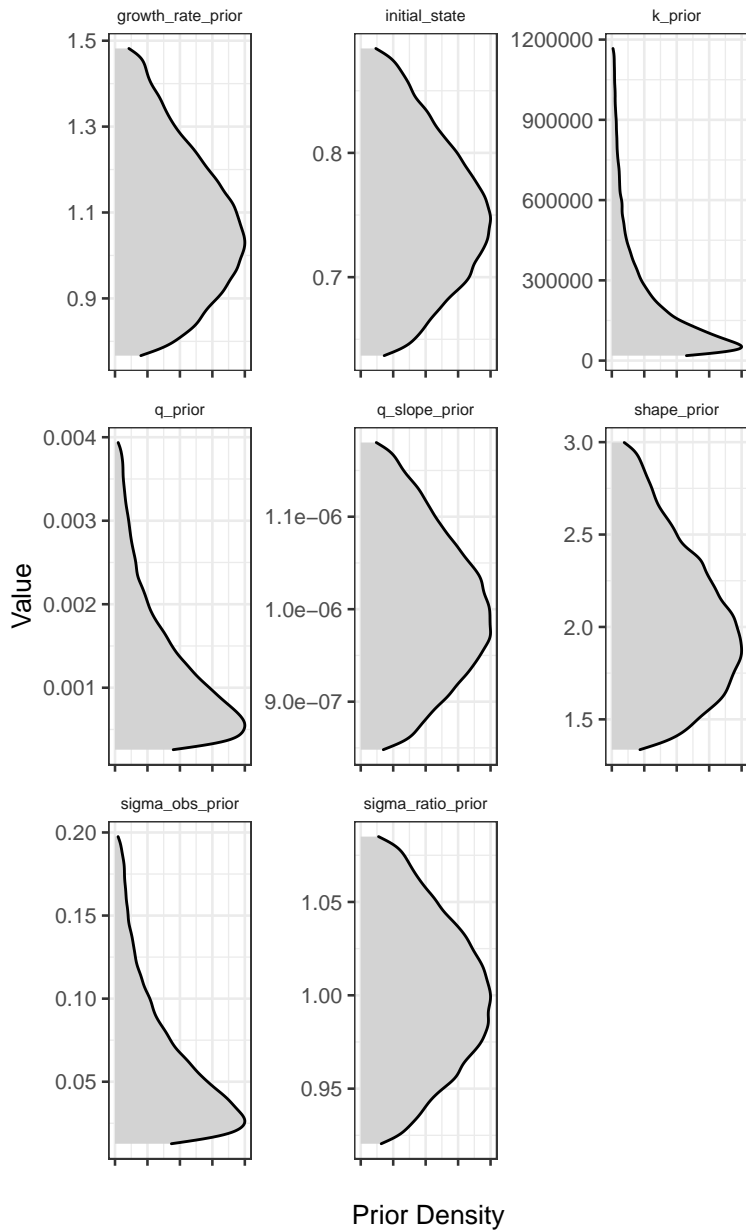 growth_rate_prior
initial_state
k_prior
1.5
1.3
1.1
0.9
0.8
0.7
1200000
900000
600000
300000
0
q_prior
q_slope_prior
shape_prior
0.004
0.003
0.002
0.001
1.1e−06
1.0e−06
9.0e−07
3.0
2.5
2.0
1.5
Value
sigma_obs_prior
sigma_ratio_prior
0.20
0.15
0.10
0.05
1.05
1.00
0.95
Prior Density